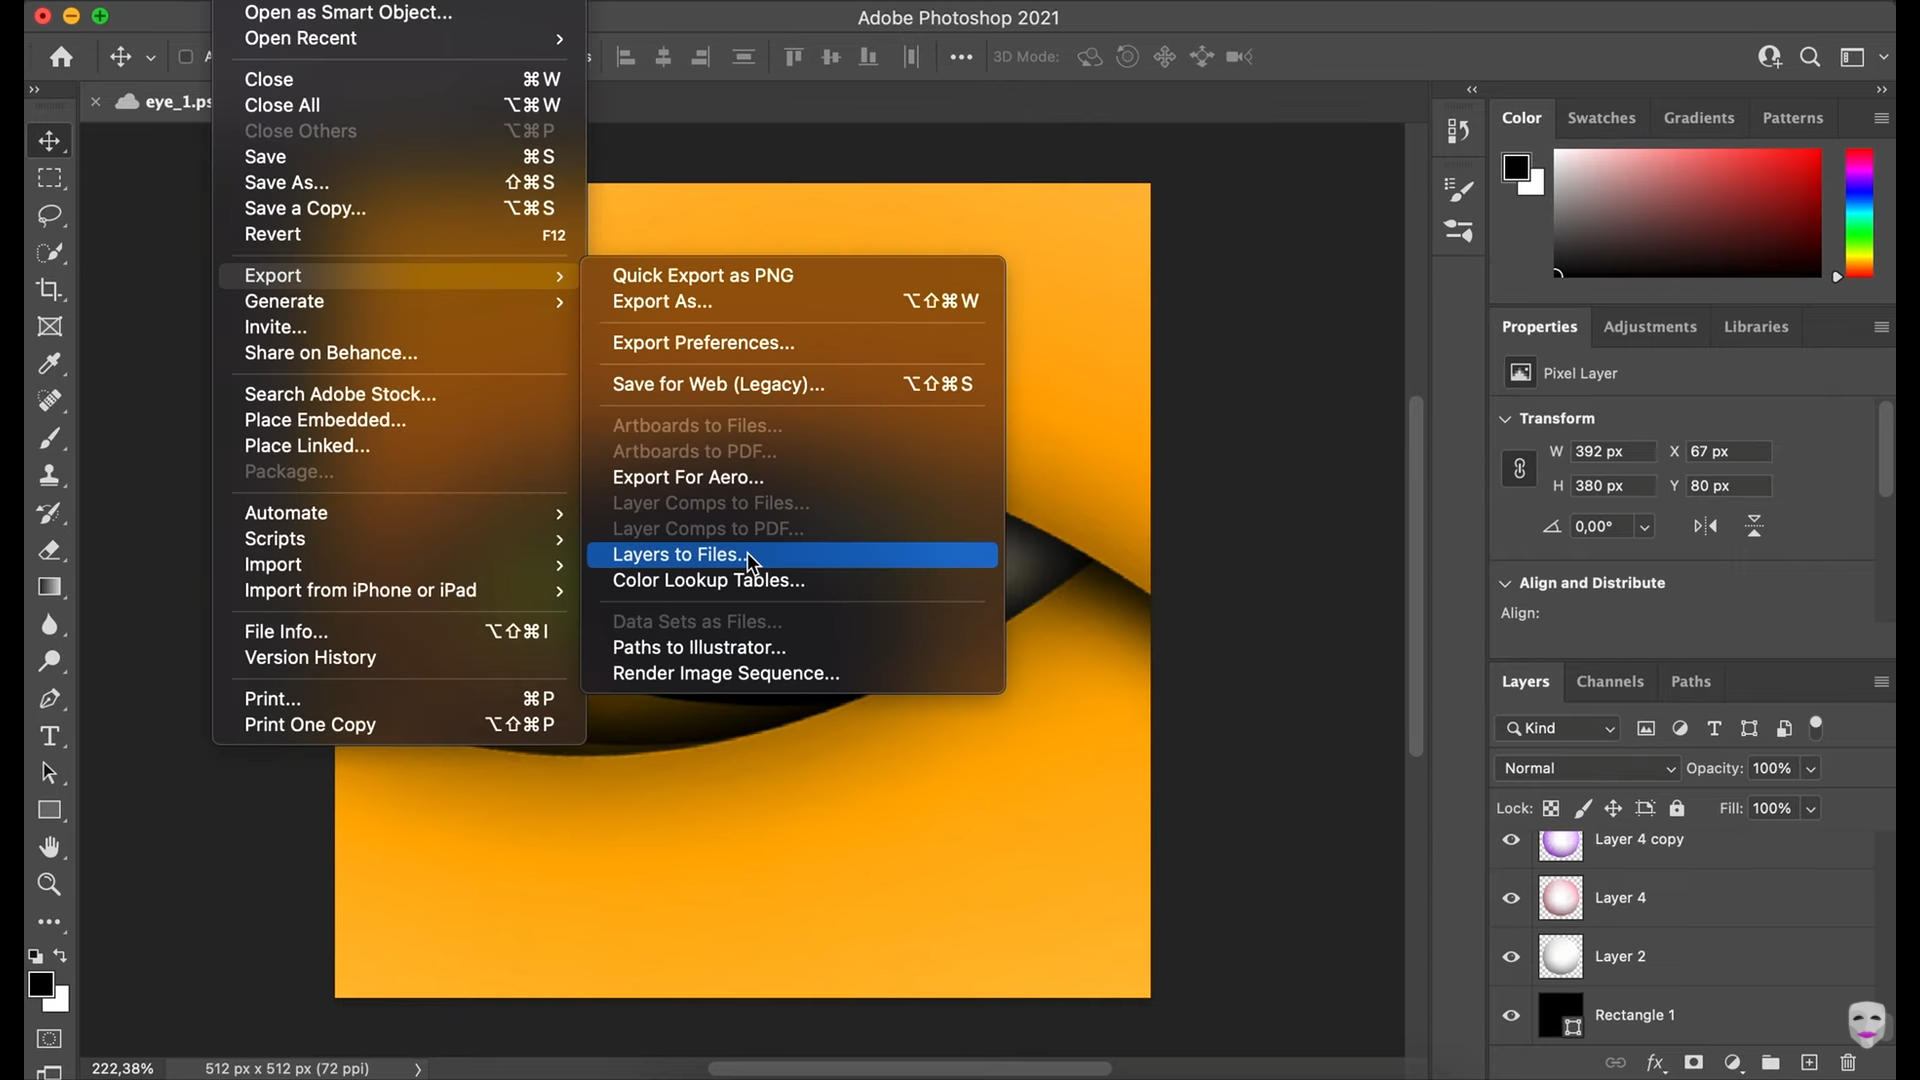 Adobe Photoshop 2021
Open as Smart Object...
Open Recent
Close ⌘W
Close All ⌥⌘W
Close Others ⌥⌘P
Save ⌘S
Save As... ⇧⌘S
Save a Copy... ⌥⌘S
Revert F12
Export
Generate
Invite...
Share on Behance...
Search Adobe Stock...
Place Embedded...
Place Linked...
Package...
Automate
Scripts
Import
Import from iPhone or iPad
File Info... ⌥⇧⌘I
Version History
Print... ⌘P
Print One Copy ⌥⇧⌘P
Quick Export as PNG
Export As... ⌥⇧⌘W
Export Preferences...
Save for Web (Legacy)... ⌥⇧⌘S
Artboards to Files...
Artboards to PDF...
Export For Aero...
Layer Comps to Files...
Layer Comps to PDF...
Layers to Files...
Color Lookup Tables...
Data Sets as Files...
Paths to Illustrator...
Render Image Sequence...
3D Mode:
eye_1.ps
Color Swatches Gradients Patterns
Properties Adjustments Libraries
Pixel Layer
Transform
W 392 px X 67 px
H 380 px Y 80 px
0,00°
Align and Distribute
Align:
Layers Channels Paths
Kind
Normal Opacity: 100%
Lock: Fill: 100%
Layer 4 copy
Layer 4
Layer 2
Rectangle 1
222,38% 512 px x 512 px (72 ppi)